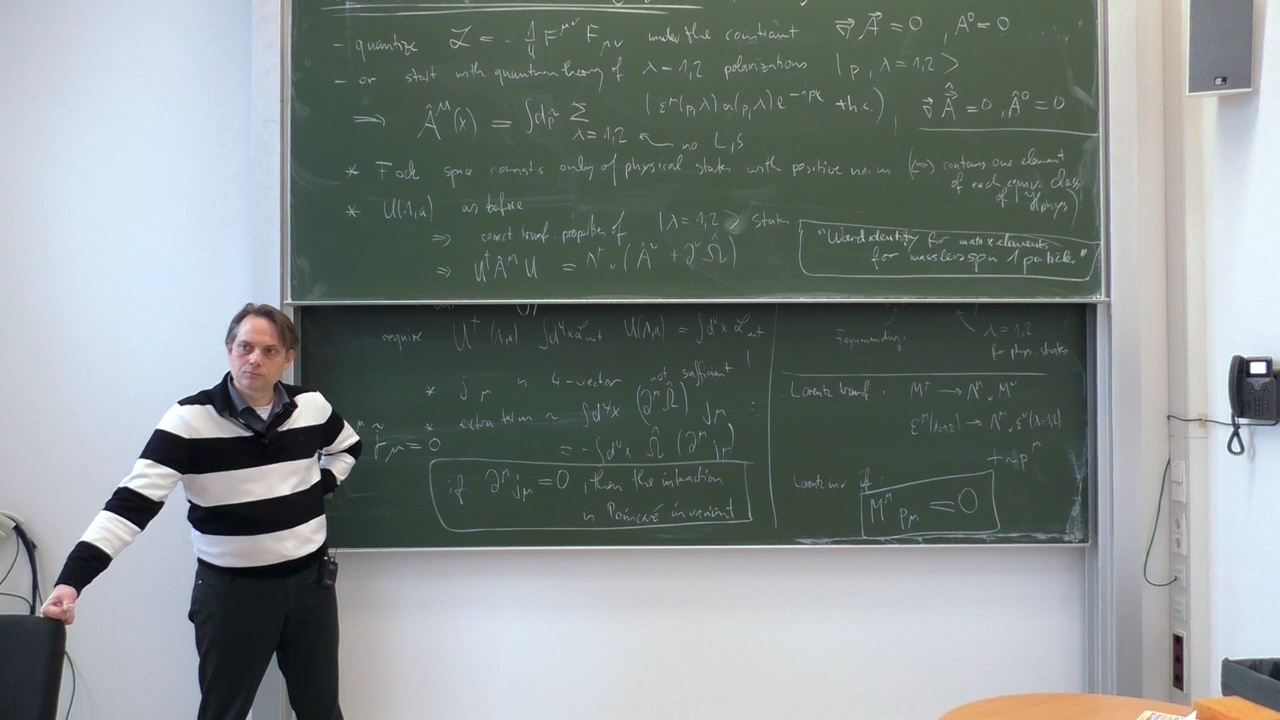 - quantize ℒ = - 1/4 F^{μν} F_{μν} under the constraint ∇⃗ A⃗ = 0 , A⁰ = 0
- or start with quantum theory of λ = 1,2 polarizations | p , λ = 1,2 >
⇒ Â^μ(x) = ∫dp̃ Σ_{λ=1,2} ( ε^μ(p,λ) a(p,λ) e^{-ipx} + h.c. ) , ∇⃗ Â⃗ = 0 , Â⁰ = 0
no L, S
* Fock space consists only of physical states with positive norm (⇔ contains one element
of each equiv. class
of H_phys)
* U(Λ,a) as before
⇒ correct transf. properties of | λ = 1,2 > states
⇒ U† Â^μ U = Λ^μ_ν ( Â^ν + ∂^ν Ω̂ )
"Ward identity for matrix elements
for massless spin 1 particle"
require U†(Λ,a) ∫d⁴x ℒ_int U(Λ,a) = ∫d⁴x ℒ_int
* j_μ is 4-vector not sufficient !
* extra term ~ ∫d⁴x (∂^μ Ω̂) j_μ
= - ∫d⁴x Ω̂ (∂^μ j_μ)
r_μ = 0
if ∂^μ j_μ = 0 , then the interaction
is Poincaré invariant
Feynmandiag.
λ = 1,2
for phys. states
Lorentz transf. M^μ → Λ^μ_ν M^ν
ε^μ(λ=1,2) → Λ^μ_ν ε^ν(λ=1,2)
+ α p^μ
Lorentz inv. if:
M^μ p_μ = 0